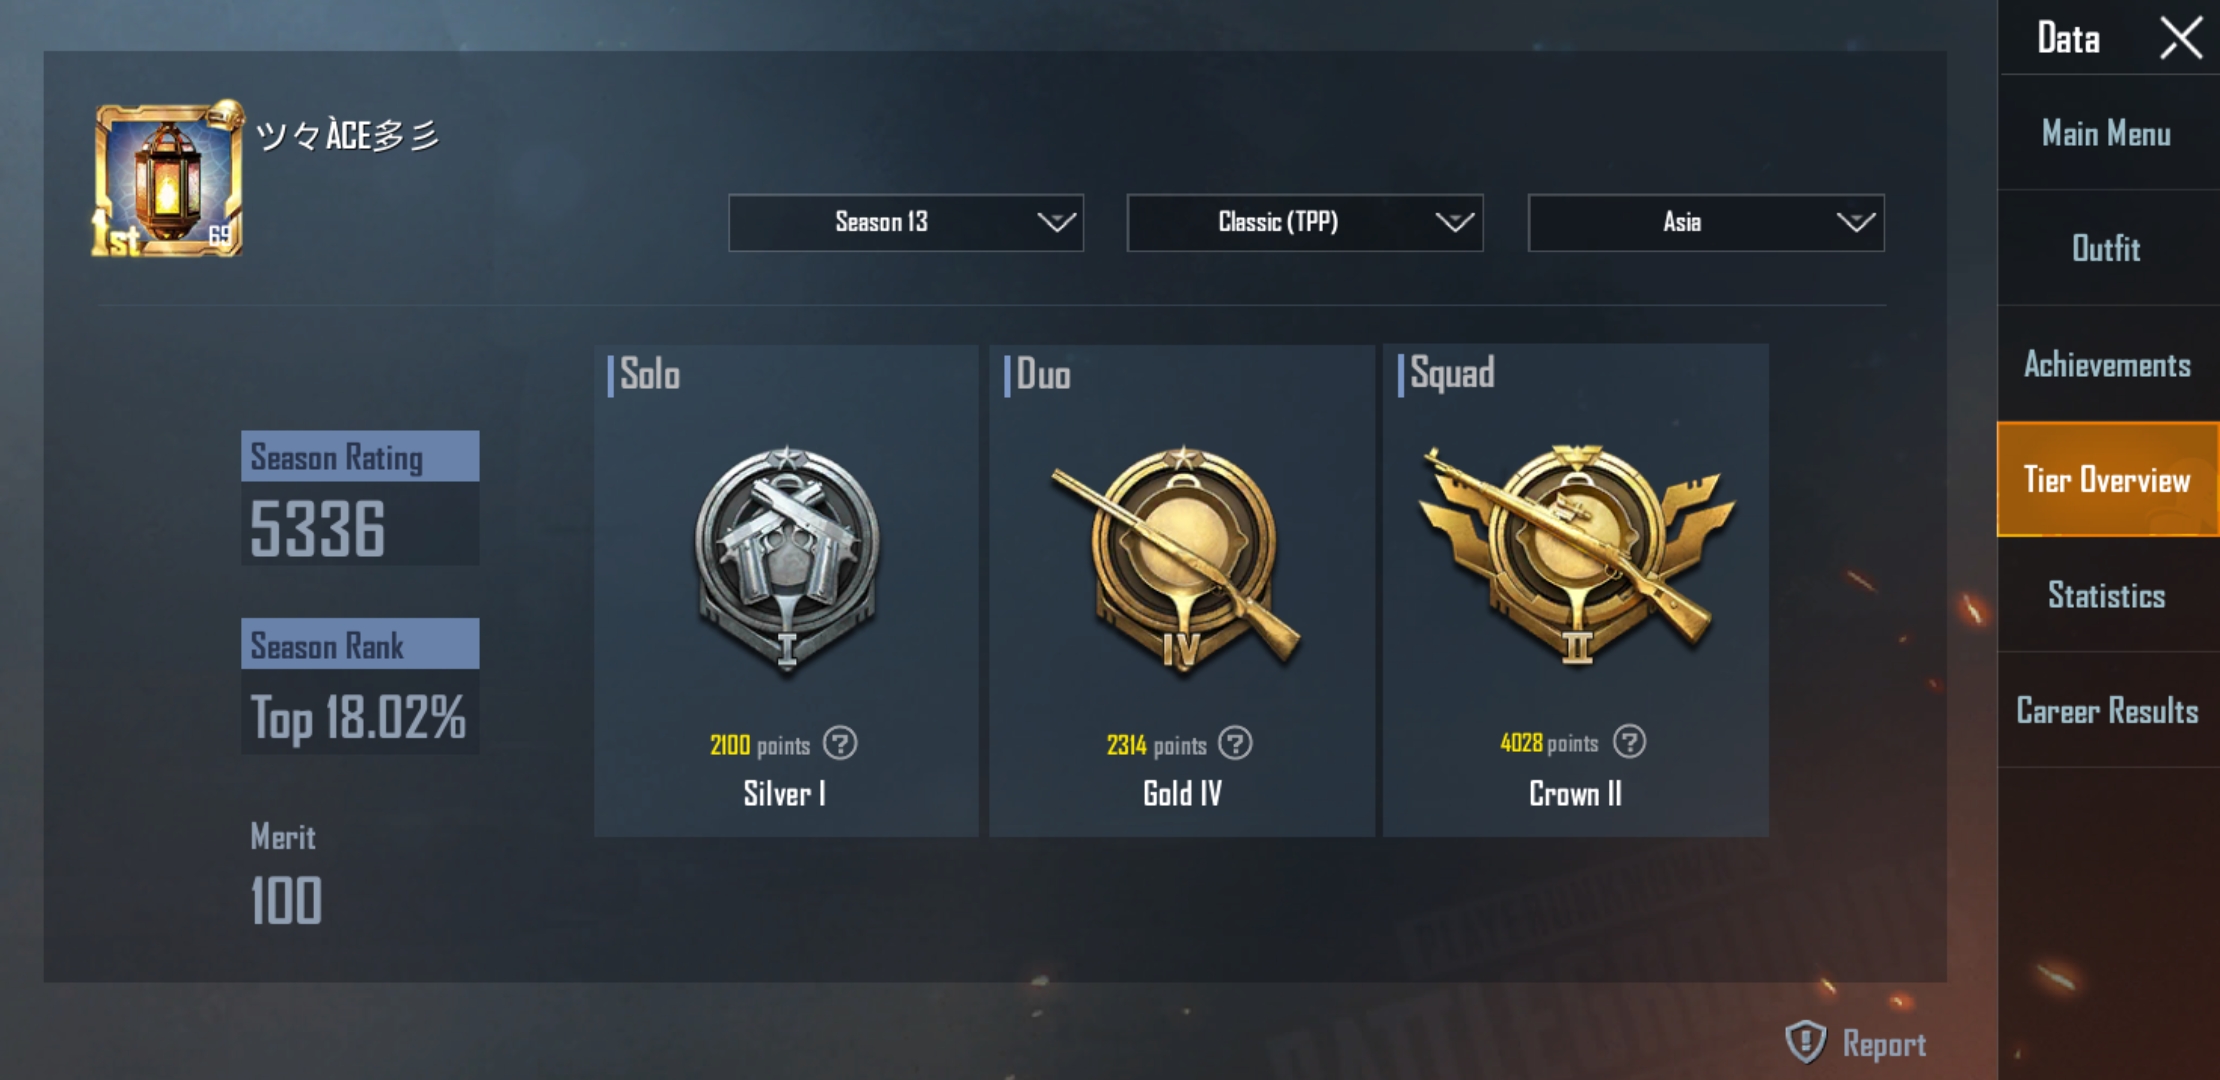 ツ々ÀCE多彡
1st
69
Season 13
Classic (TPP)
Asia
Season Rating
5336
Season Rank
Top 18.02%
Merit
100
Solo
I
2100 points ?
Silver I
Duo
IV
2314 points ?
Gold IV
Squad
II
4028 points ?
Crown II
PLAYERUNKNOWN'S
BATTLEGROUNDS
Report
Data
Main Menu
Outfit
Achievements
Tier Overview
Statistics
Career Results